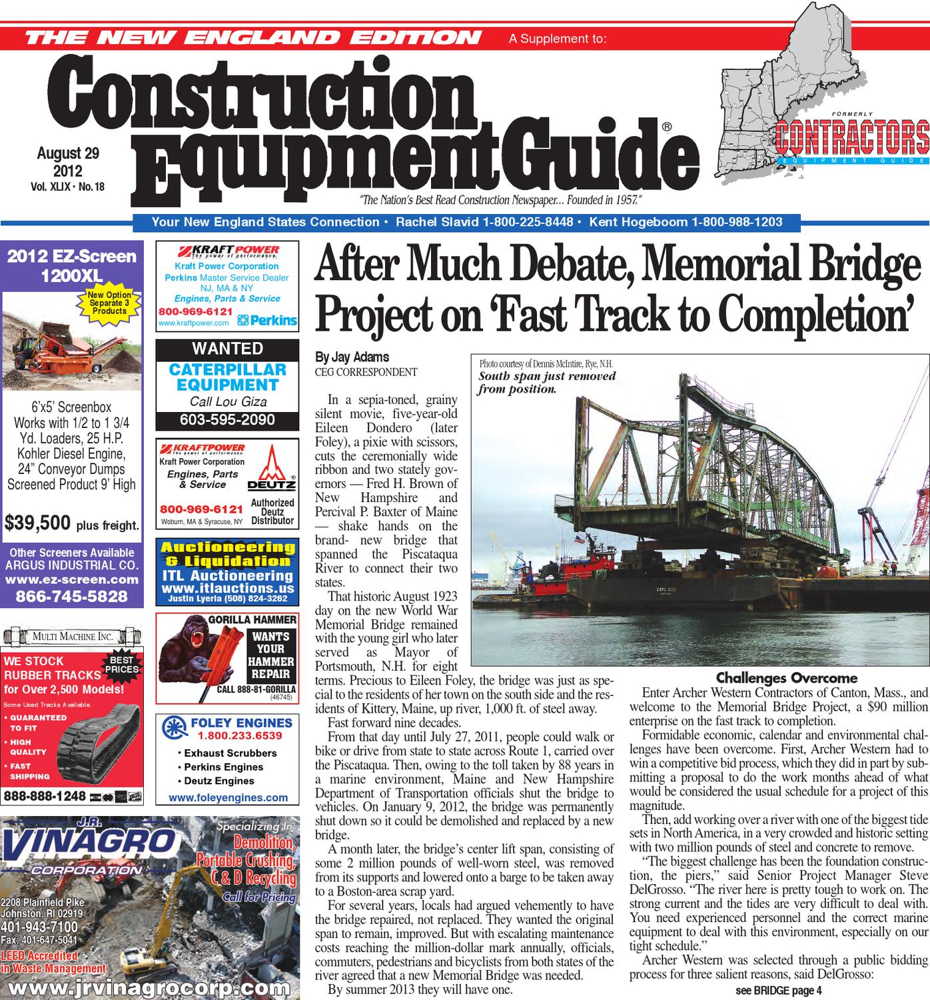 THE NEW ENGLAND EDITION
A Supplement to:
Construction
EquipmentGuide®
FORMERLY
CONTRACTORS
EQUIPMENT GUIDE
August 29
2012
Vol. XLIX • No. 18
"The Nation's Best Read Construction Newspaper... Founded in 1957."
Your New England States Connection • Rachel Slavid 1-800-225-8448 • Kent Hogeboom 1-800-988-1203
2012 EZ-Screen
1200XL
New Option
Separate 3
Products
6'x5' Screenbox
Works with 1/2 to 1 3/4
Yd. Loaders, 25 H.P.
Kohler Diesel Engine,
24" Conveyor Dumps
Screened Product 9' High
$39,500 plus freight.
Other Screeners Available
ARGUS INDUSTRIAL CO.
www.ez-screen.com
866-745-5828
MULTI MACHINE INC.
WE STOCK
RUBBER TRACKS
for Over 2,500 Models!
BEST
PRICES
Some Used Tracks Available.
• GUARANTEED
TO FIT
• HIGH
QUALITY
• FAST
SHIPPING
888-888-1248
J.R.
VINAGRO
CORPORATION
Specializing In:
Demolition,
Portable Crushing,
C & D Recycling
Call for Pricing
2208 Plainfield Pike
Johnston, RI 02919
401-943-7100
Fax: 401-647-5041
LEED Accredited
in Waste Management
www.jrvinagrocorp.com
KRAFTPOWER
The power of performance.
Kraft Power Corporation
Perkins Master Service Dealer
NJ, MA & NY
Engines, Parts & Service
800-969-6121
www.kraftpower.com
Perkins
WANTED
CATERPILLAR
EQUIPMENT
Call Lou Giza
603-595-2090
KRAFTPOWER
The power of performance.
Kraft Power Corporation
Engines, Parts
& Service
DEUTZ®
800-969-6121
Woburn, MA & Syracuse, NY
Authorized
Deutz
Distributor
Auctioneering
& Liquidation
ITL Auctioneering
www.itlauctions.us
Justin Lyeria (508) 824-3262
GORILLA HAMMER
WANTS
YOUR
HAMMER
REPAIR
CALL 888-81-GORILLA
(46745)
FOLEY ENGINES
1.800.233.6539
• Exhaust Scrubbers
• Perkins Engines
• Deutz Engines
www.foleyengines.com
After Much Debate, Memorial Bridge
Project on 'Fast Track to Completion'
By Jay Adams
CEG CORRESPONDENT
In a sepia-toned, grainy
silent movie, five-year-old
Eileen Dondero (later
Foley), a pixie with scissors,
cuts the ceremonially wide
ribbon and two stately gov-
ernors — Fred H. Brown of
New Hampshire and
Percival P. Baxter of Maine
— shake hands on the
brand- new bridge that
spanned the Piscataqua
River to connect their two
states.
That historic August 1923
day on the new World War
Memorial Bridge remained
with the young girl who later
served as Mayor of
Portsmouth, N.H. for eight
terms. Precious to Eileen Foley, the bridge was just as spe-
cial to the residents of her town on the south side and the res-
idents of Kittery, Maine, up river, 1,000 ft. of steel away.
Fast forward nine decades.
From that day until July 27, 2011, people could walk or
bike or drive from state to state across Route 1, carried over
the Piscataqua. Then, owing to the toll taken by 88 years in
a marine environment, Maine and New Hampshire
Department of Transportation officials shut the bridge to
vehicles. On January 9, 2012, the bridge was permanently
shut down so it could be demolished and replaced by a new
bridge.
A month later, the bridge's center lift span, consisting of
some 2 million pounds of well-worn steel, was removed
from its supports and lowered onto a barge to be taken away
to a Boston-area scrap yard.
For several years, locals had argued vehemently to have
the bridge repaired, not replaced. They wanted the original
span to remain, improved. But with escalating maintenance
costs reaching the million-dollar mark annually, officials,
commuters, pedestrians and bicyclists from both states of the
river agreed that a new Memorial Bridge was needed.
By summer 2013 they will have one.
Photo courtesy of Dennis McIntire, Rye, N.H.
South span just removed
from position.
CAPE COD
Challenges Overcome
Enter Archer Western Contractors of Canton, Mass., and
welcome to the Memorial Bridge Project, a $90 million
enterprise on the fast track to completion.
Formidable economic, calendar and environmental chal-
lenges have been overcome. First, Archer Western had to
win a competitive bid process, which they did in part by sub-
mitting a proposal to do the work months ahead of what
would be considered the usual schedule for a project of this
magnitude.
Then, add working over a river with one of the biggest tide
sets in North America, in a very crowded and historic setting
with two million pounds of steel and concrete to remove.
"The biggest challenge has been the foundation construc-
tion, the piers," said Senior Project Manager Steve
DelGrosso. "The river here is pretty tough to work on. The
strong current and the tides are very difficult to deal with.
You need experienced personnel and the correct marine
equipment to deal with this environment, especially on our
tight schedule."
Archer Western was selected through a public bidding
process for three salient reasons, said DelGrosso:
see BRIDGE page 4